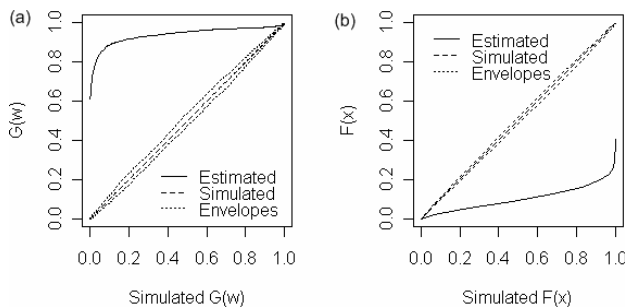 (a)
G(w)
0.0 0.2 0.4 0.6 0.8 1.0
Estimated
Simulated
Envelopes
0.0 0.2 0.4 0.6 0.8 1.0
Simulated G(w)
(b)
F(x)
0.0 0.2 0.4 0.6 0.8 1.0
Estimated
Simulated
Envelopes
0.0 0.2 0.4 0.6 0.8 1.0
Simulated F(x)